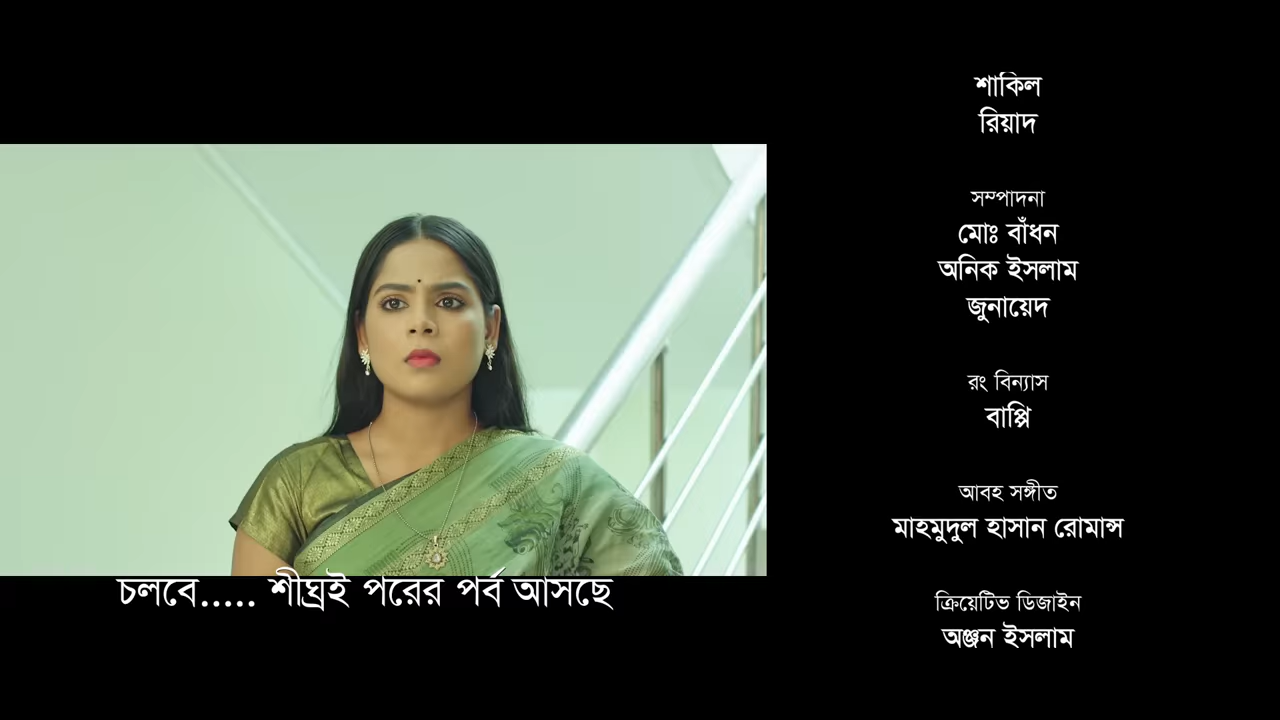 শাকিল
রিয়াদ
সম্পাদনা
মোঃ বাঁধন
অনিক ইসলাম
জুনায়েদ
রং বিন্যাস
বাপ্পি
আবহ সঙ্গীত
মাহমুদুল হাসান রোমান্স
ক্রিয়েটিভ ডিজাইন
অঞ্জন ইসলাম
চলবে..... শীঘ্রই পরের পর্ব আসছে